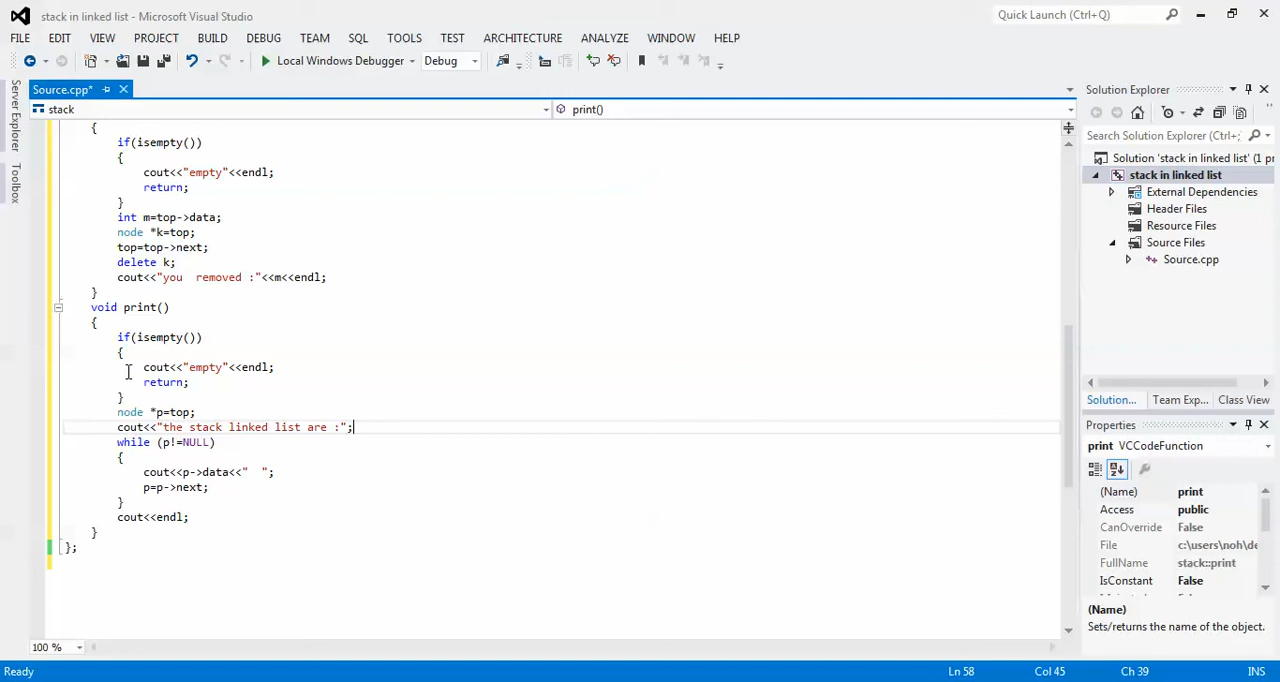 stack in linked list - Microsoft Visual Studio
Quick Launch (Ctrl+Q)
FILE EDIT VIEW PROJECT BUILD DEBUG TEAM SQL TOOLS TEST ARCHITECTURE ANALYZE WINDOW HELP
Local Windows Debugger Debug
Server Explorer
Toolbox
Source.cpp*
stack
print()
{
if(isempty())
{
cout<<"empty"<<endl;
return;
}
int m=top->data;
node *k=top;
top=top->next;
delete k;
cout<<"you  removed :"<<m<<endl;
}
void print()
{
if(isempty())
{
cout<<"empty"<<endl;
return;
}
node *p=top;
cout<<"the stack linked list are :";
while (p!=NULL)
{
cout<<p->data<<"  ";
p=p->next;
}
cout<<endl;
}
};
100 %
Solution Explorer
Search Solution Explorer (Ctrl+;
Solution 'stack in linked list' (1 pr
stack in linked list
External Dependencies
Header Files
Resource Files
Source Files
Source.cpp
Solution... Team Exp... Class View
Properties
print VCCodeFunction
(Name) print
Access public
CanOverride False
File c:\users\noh\de
FullName stack::print
IsConstant False
(Name)
Sets/returns the name of the object.
Ready Ln 58 Col 45 Ch 39 INS